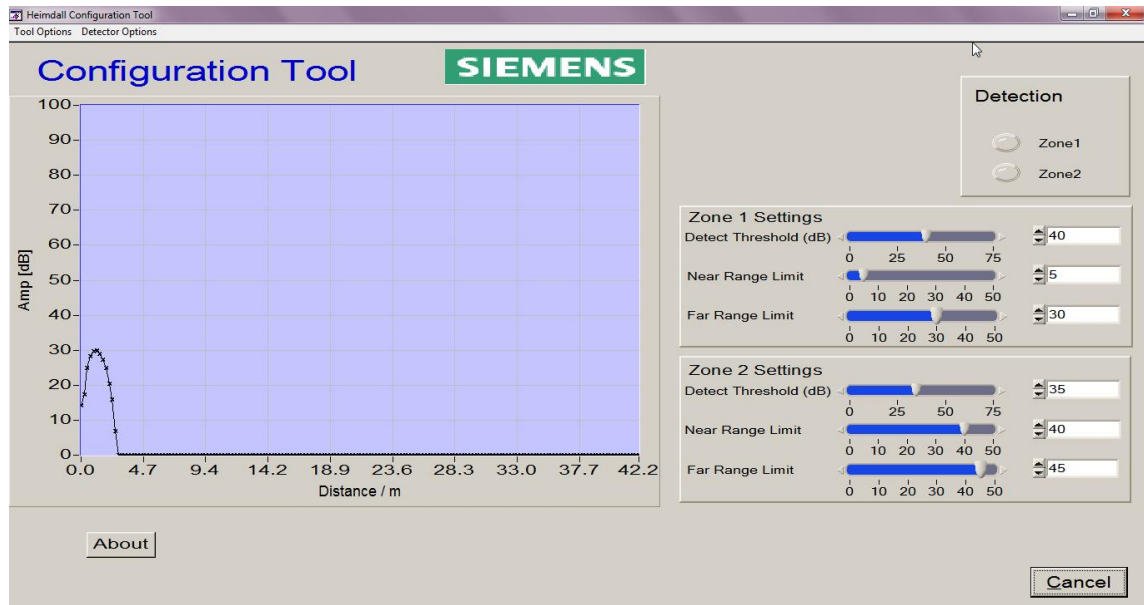 Heimdall Configuration Tool
Tool Options Detector Options
Configuration Tool
SIEMENS
100
90
80
70
60
50
40
30
20
10
0
Amp [dB]
0.0 4.7 9.4 14.2 18.9 23.6 28.3 33.0 37.7 42.2
Distance / m
About
Detection
Zone1
Zone2
Zone 1 Settings
Detect Threshold (dB) 40
0 25 50 75
Near Range Limit 5
0 10 20 30 40 50
Far Range Limit 30
0 10 20 30 40 50
Zone 2 Settings
Detect Threshold (dB) 35
0 25 50 75
Near Range Limit 40
0 10 20 30 40 50
Far Range Limit 45
0 10 20 30 40 50
Cancel